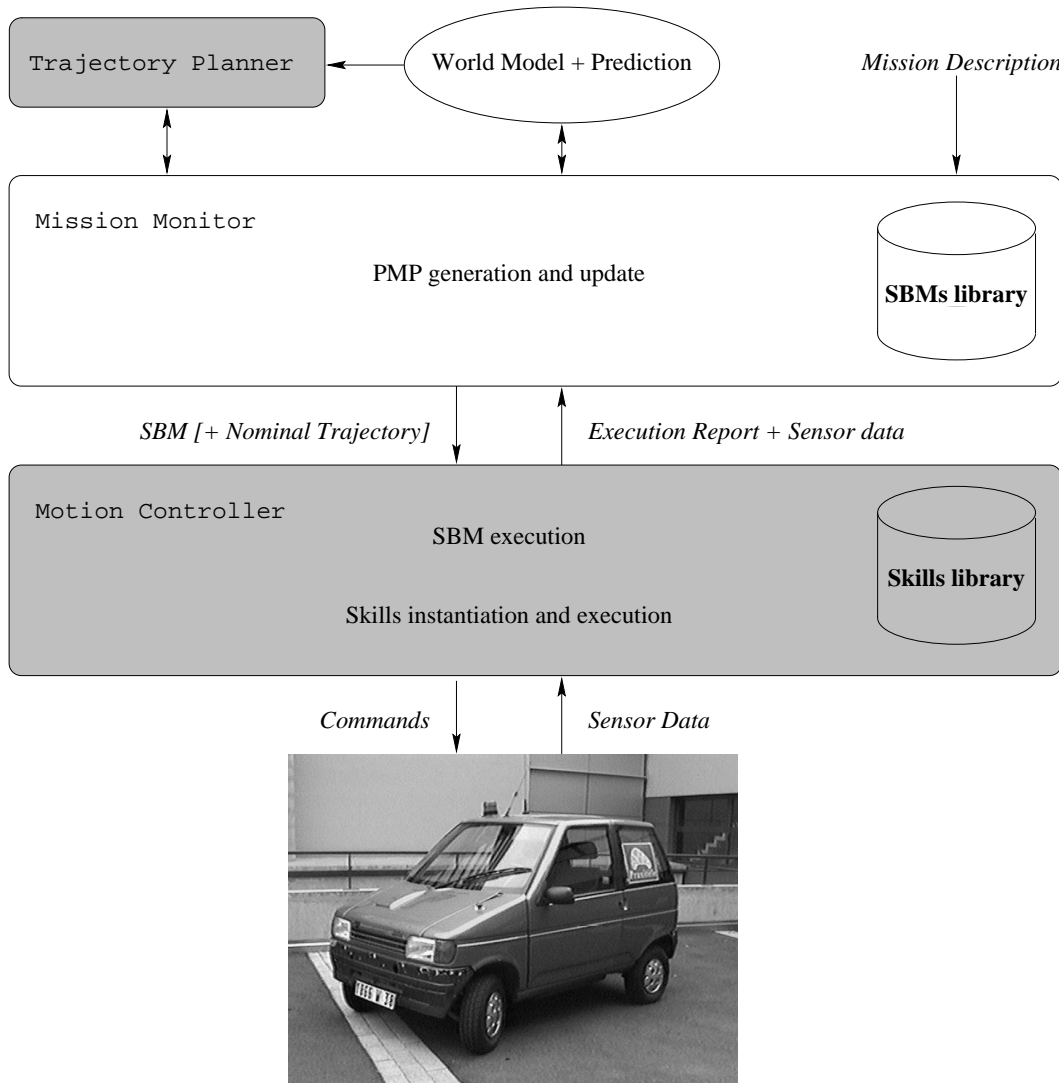 Trajectory Planner
World Model + Prediction
Mission Description
Mission Monitor
PMP generation and update
SBMs library
SBM [+ Nominal Trajectory]
Execution Report + Sensor data
Motion Controller
SBM execution
Skills library
Skills instantiation and execution
Commands
Sensor Data
Praxitele